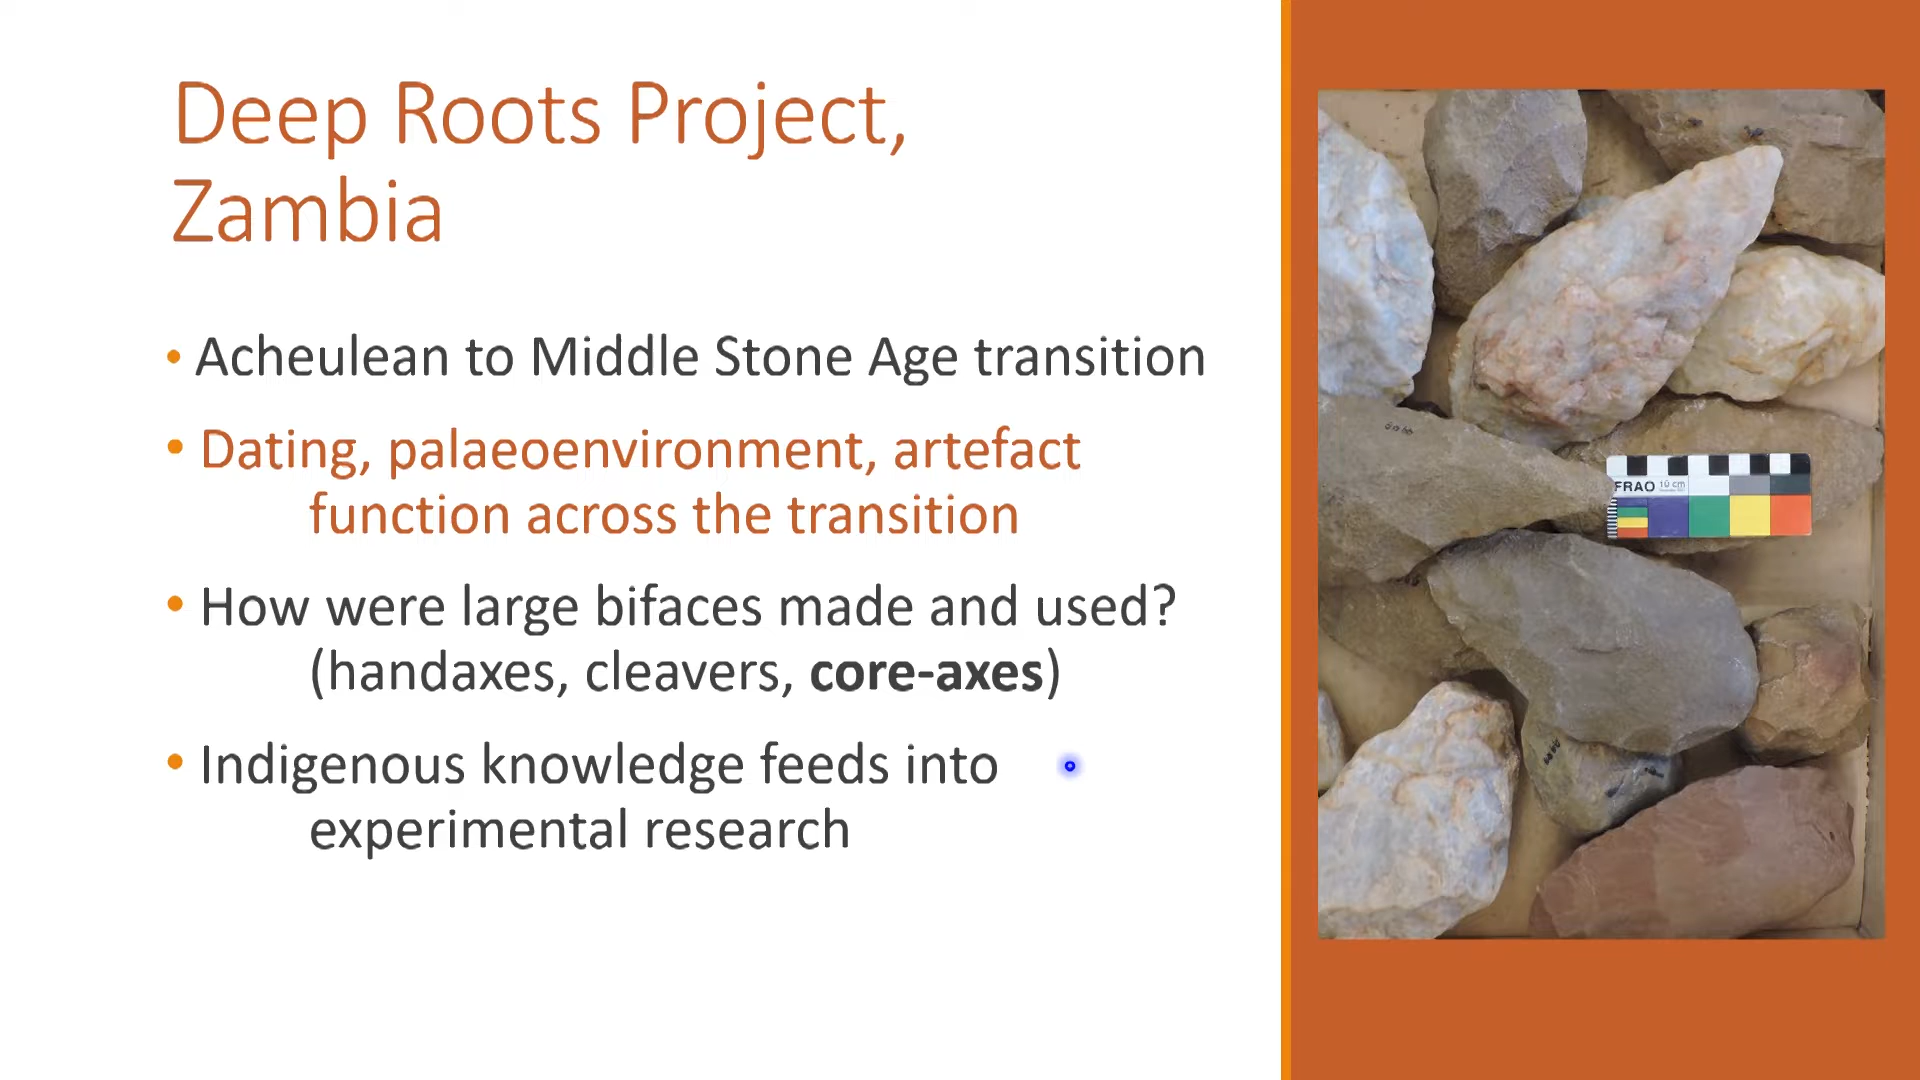 Deep Roots Project,
Zambia
• Acheulean to Middle Stone Age transition
• Dating, palaeoenvironment, artefact
function across the transition
• How were large bifaces made and used?
(handaxes, cleavers, core-axes)
• Indigenous knowledge feeds into
experimental research
FRAO 10 cm